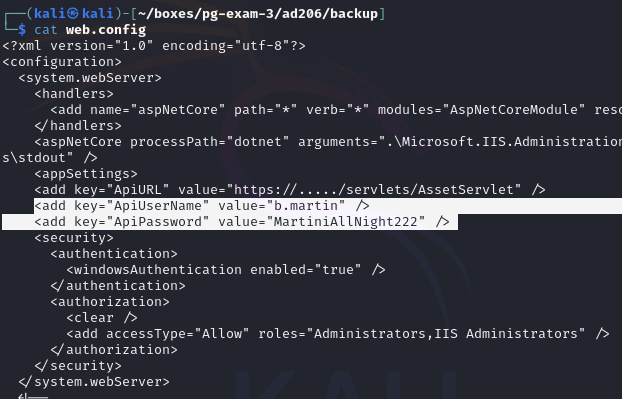 ┌──(kali㉿kali)-[~/boxes/pg-exam-3/ad206/backup]
└─$ cat web.config
<?xml version="1.0" encoding="utf-8"?>
<configuration>
  <system.webServer>
    <handlers>
      <add name="aspNetCore" path="*" verb="*" modules="AspNetCoreModule" reso
    </handlers>
    <aspNetCore processPath="dotnet" arguments=".\Microsoft.IIS.Administration
s\stdout" />
    <appSettings>
    <add key="ApiURL" value="https://...../servlets/AssetServlet" />
    <add key="ApiUserName" value="b.martin" />
    <add key="ApiPassword" value="MartiniAllNight222" />
    <security>
      <authentication>
        <windowsAuthentication enabled="true" />
      </authentication>
      <authorization>
        <clear />
        <add accessType="Allow" roles="Administrators,IIS Administrators" />
      </authorization>
    </security>
  </system.webServer>
  <!--
KALI